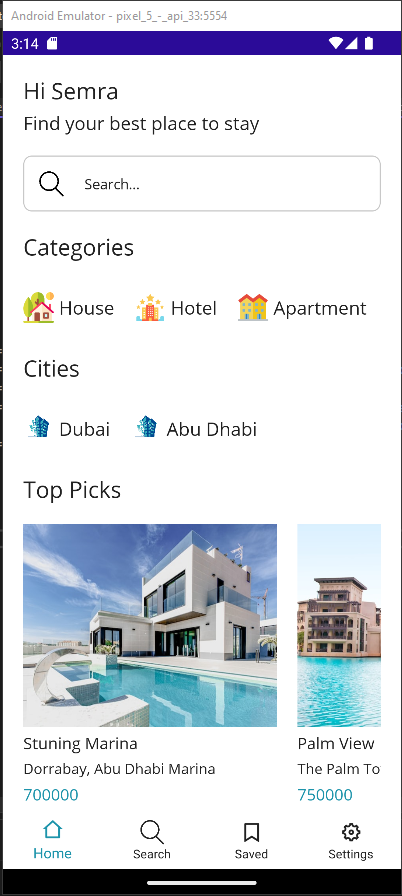 Android Emulator - pixel_5_-_api_33:5554
3:14
Hi Semra
Find your best place to stay
Search...
Categories
House Hotel Apartment
Cities
Dubai Abu Dhabi
Top Picks
Stuning Marina Palm View
Dorrabay, Abu Dhabi Marina The Palm To
700000 750000
Home Search Saved Settings